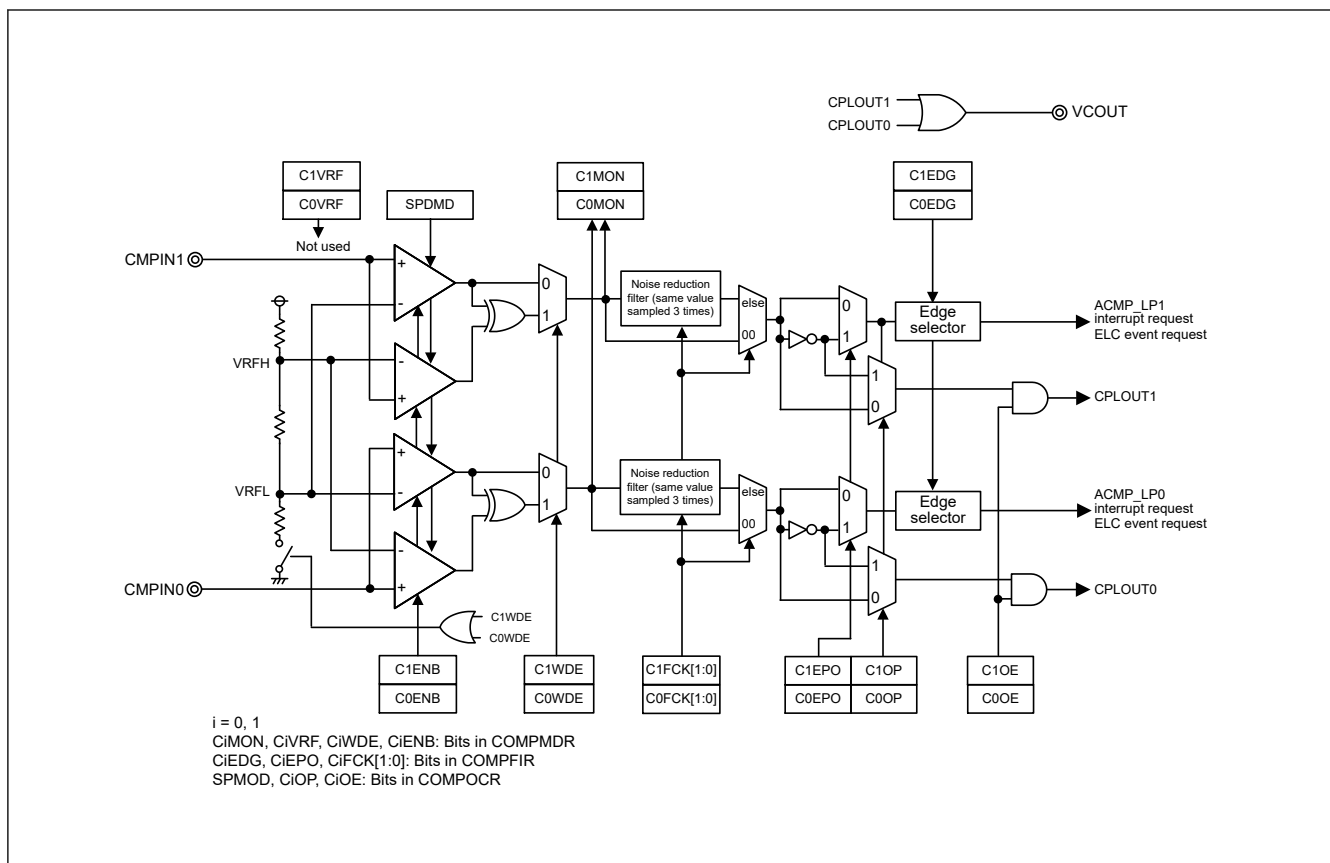 CPLOUT1
CPLOUT0
VCOUT
C1VRF
C0VRF
Not used
SPDMD
C1MON
C0MON
C1EDG
C0EDG
CMPIN1
+
-
0
1
Noise reduction
filter (same value
sampled 3 times)
else
00
0
1
Edge
selector
ACMP_LP1
interrupt request
ELC event request
VRFH
-
+
1
0
CPLOUT1
+
-
0
1
Noise reduction
filter (same value
sampled 3 times)
else
00
0
1
Edge
selector
ACMP_LP0
interrupt request
ELC event request
VRFL
-
+
1
0
CPLOUT0
CMPIN0
C1WDE
C0WDE
C1ENB
C0ENB
C1WDE
C0WDE
C1FCK[1:0]
C0FCK[1:0]
C1EPO
C0EPO
C1OP
C0OP
C1OE
C0OE
i = 0, 1
CiMON, CiVRF, CiWDE, CiENB: Bits in COMPMDR
CiEDG, CiEPO, CiFCK[1:0]: Bits in COMPFIR
SPMOD, CiOP, CiOE: Bits in COMPOCR